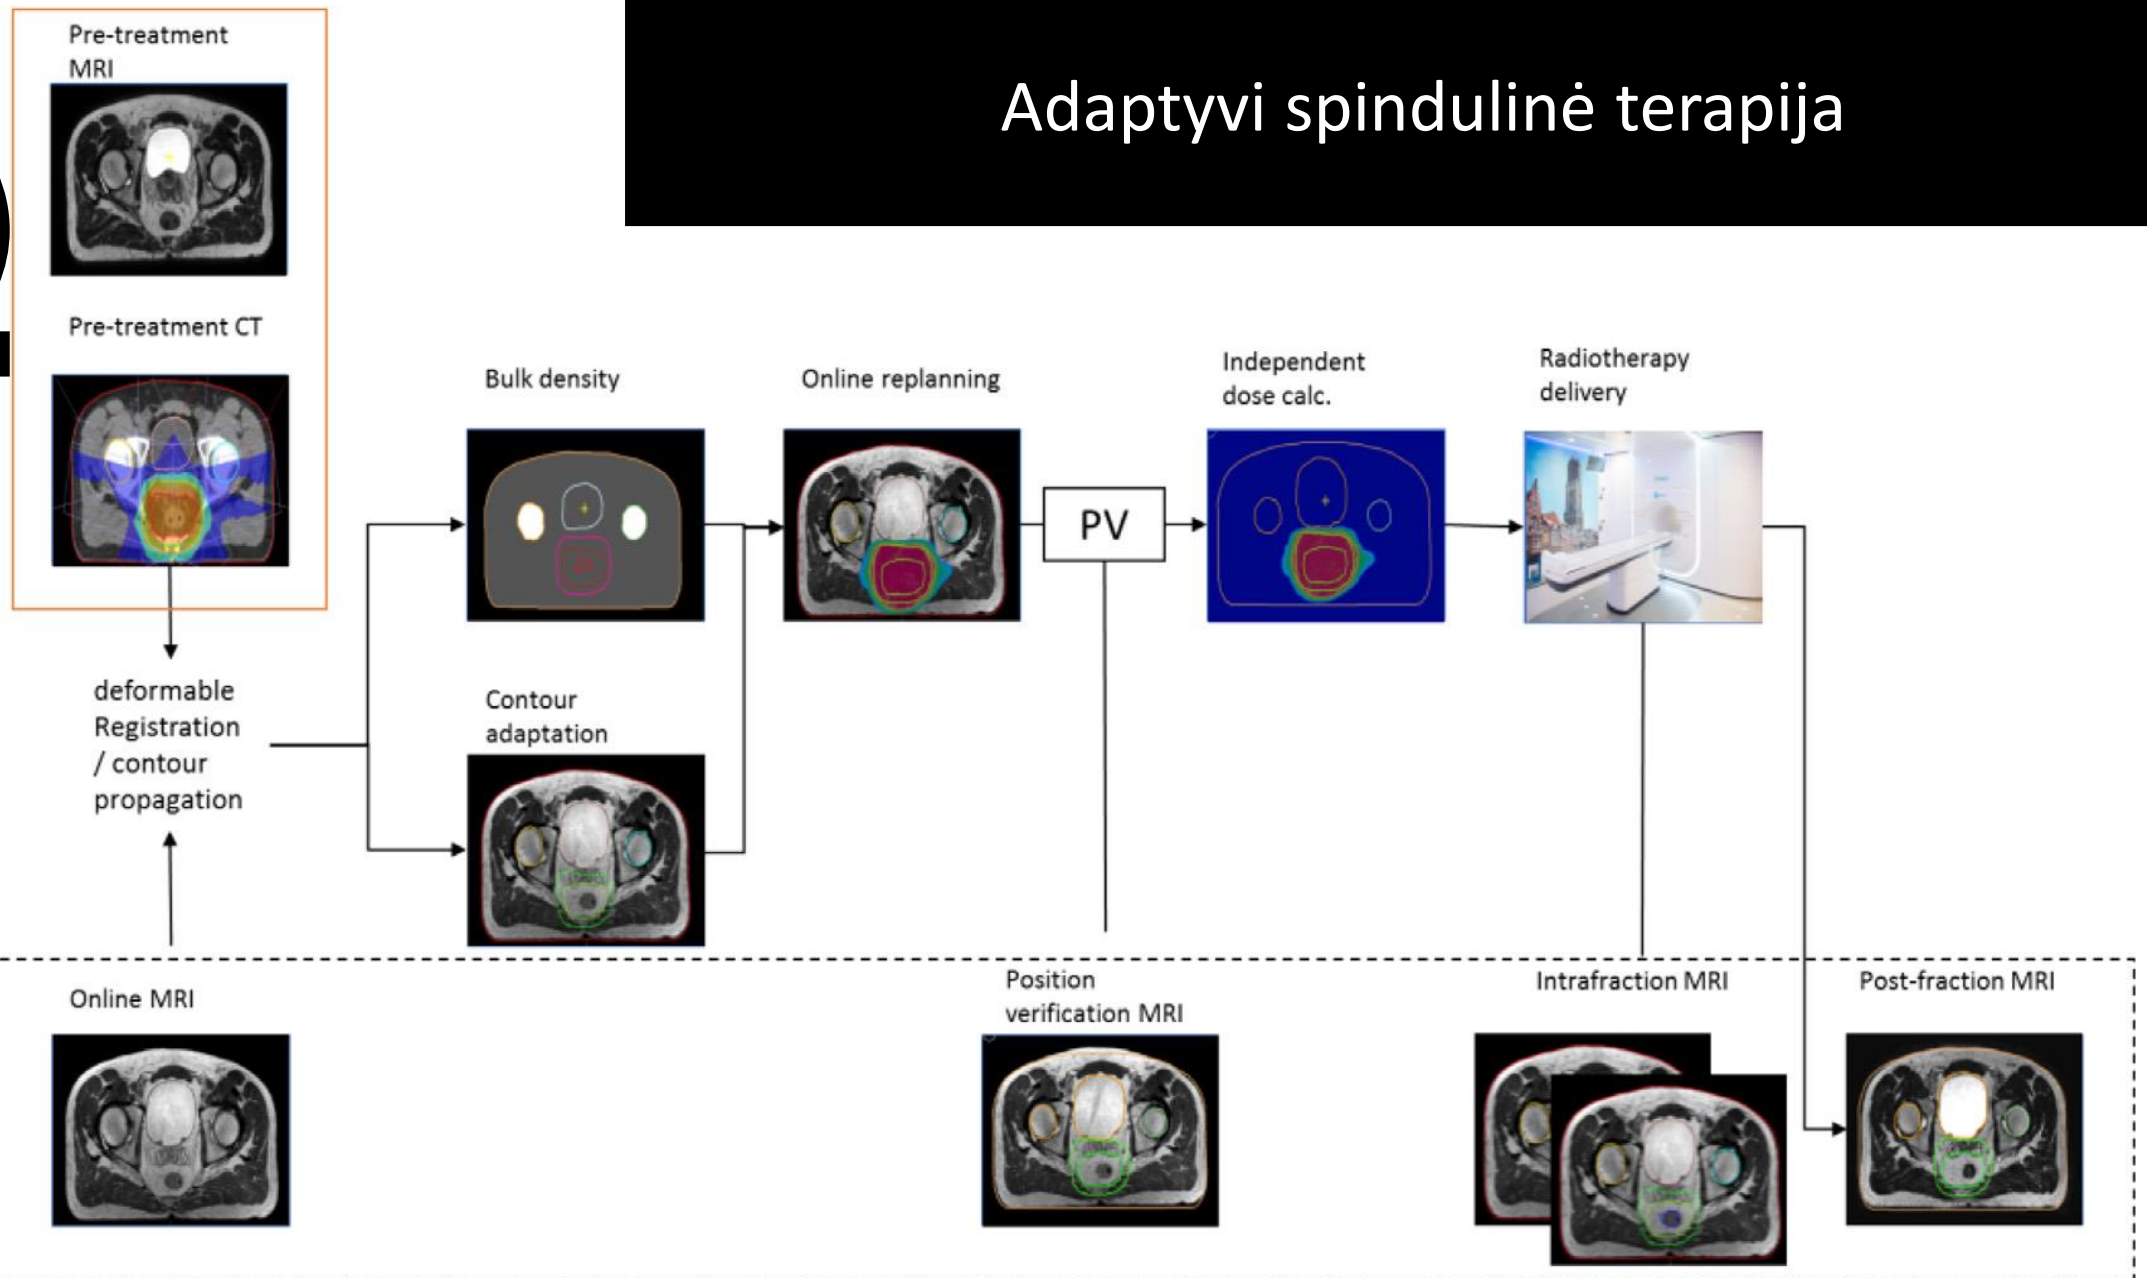 Pre-treatment
MRI
Adaptyvi spindulinė terapija
Pre-treatment CT
Bulk density
Online replanning
Independent
dose calc.
Radiotherapy
delivery
PV
deformable
Registration
/ contour
propagation
Contour
adaptation
Online MRI
Position
verification MRI
Intrafraction MRI
Post-fraction MRI